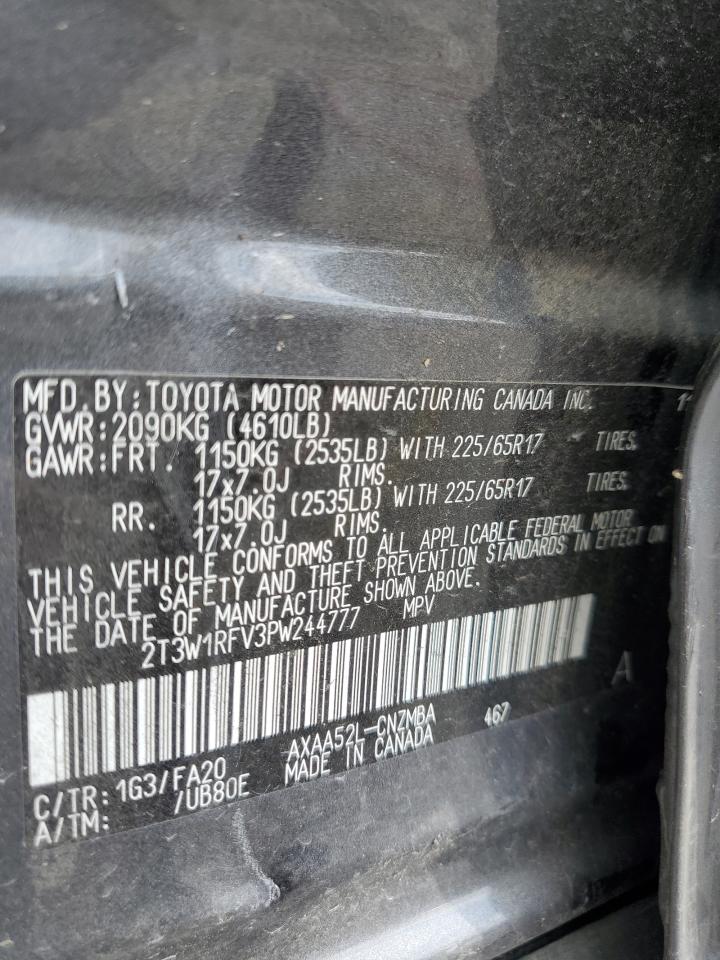 MFD. BY: TOYOTA MOTOR MANUFACTURING CANADA INC. 11
GVWR: 2090KG (4610LB)
GAWR: FRT. 1150KG (2535LB) WITH 225/65R17 TIRES,
17x7.0J RIMS.
RR. 1150KG (2535LB) WITH 225/65R17 TIRES,
17x7.0J RIMS.
THIS VEHICLE CONFORMS TO ALL APPLICABLE FEDERAL MOTOR
VEHICLE SAFETY AND THEFT PREVENTION STANDARDS IN EFFECT ON
THE DATE OF MANUFACTURE SHOWN ABOVE.
2T3W1RFV3PW244777 MPV
A
C/TR: 1G3/FA20 AXAA52L-CNZMBA 467
A/TM: /UB80E MADE IN CANADA